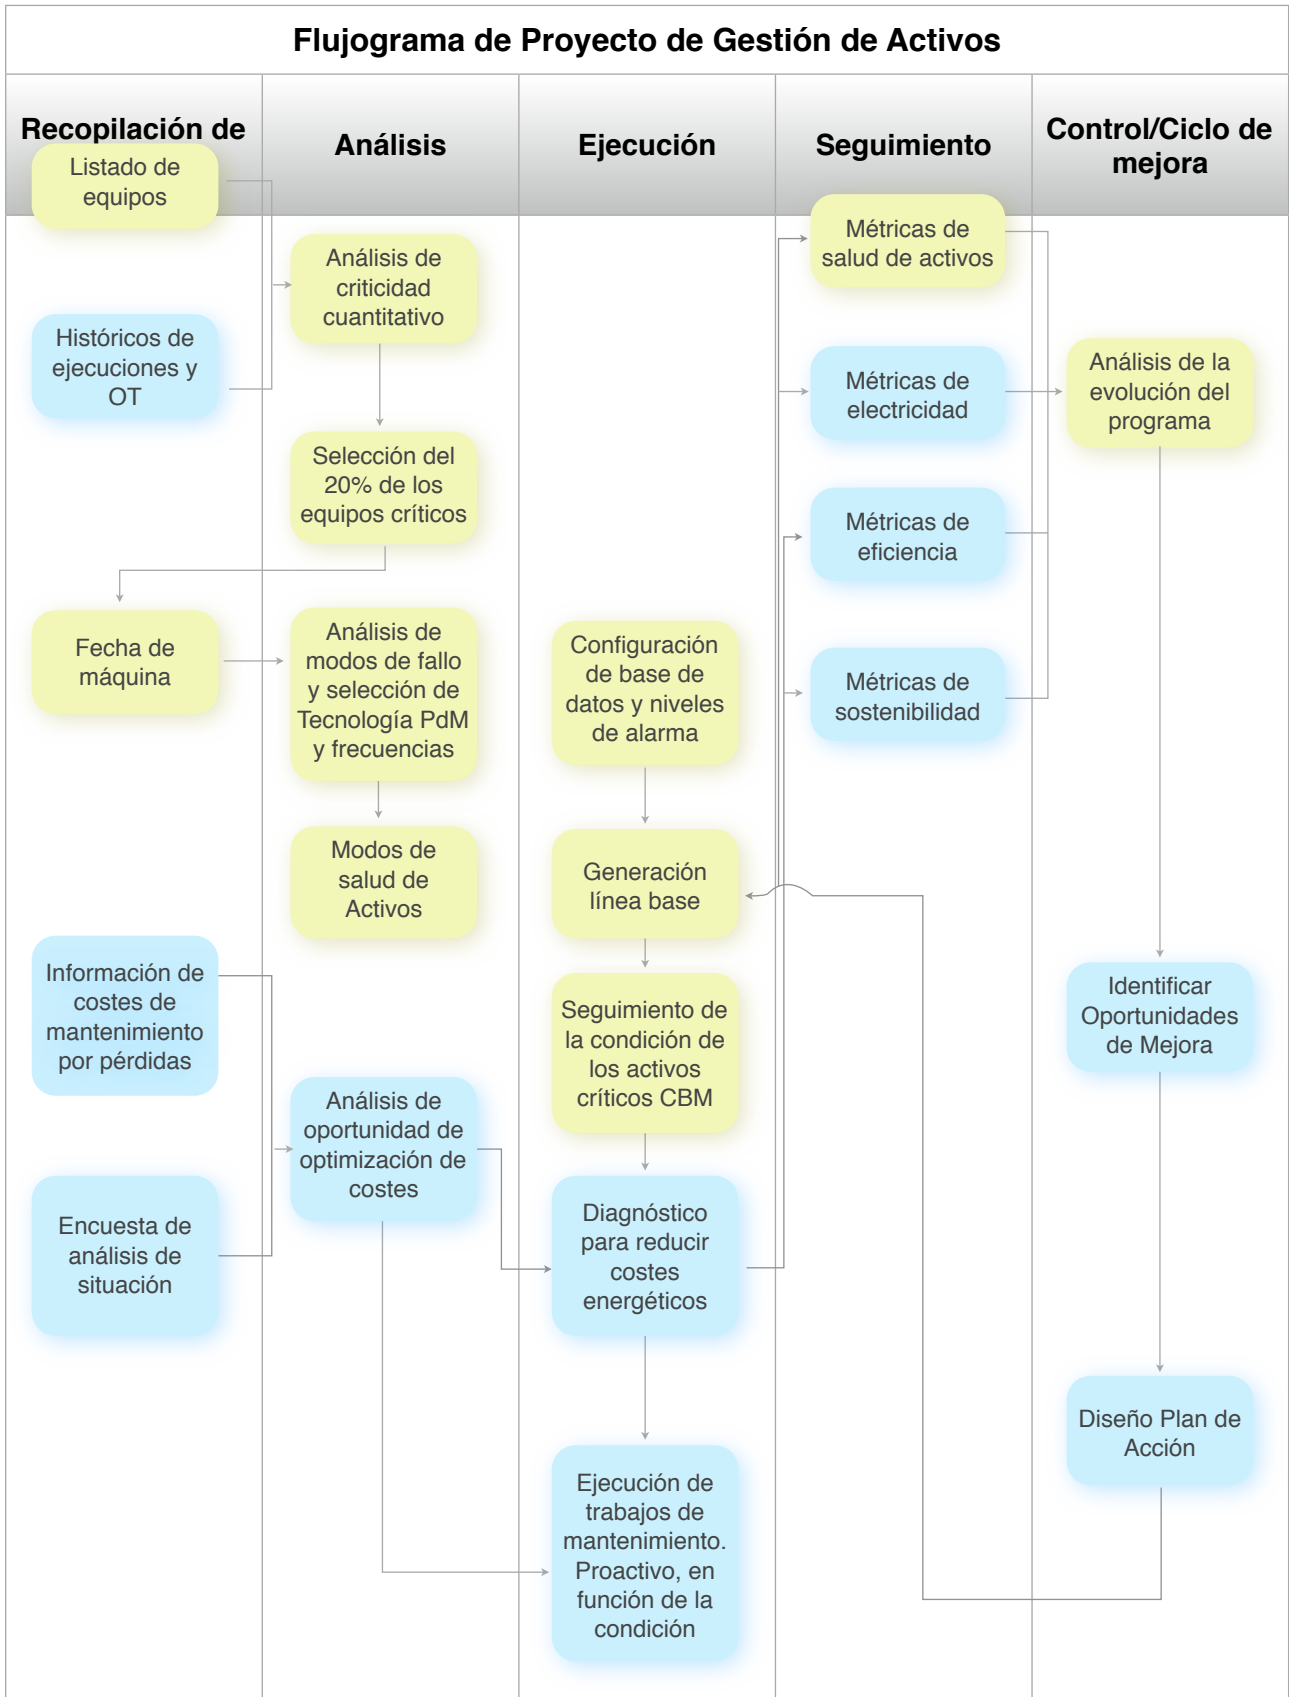 Flujograma de Proyecto de Gestión de Activos
Recopilación de
Listado de
equipos
Históricos de
ejecuciones y
OT
Fecha de
máquina
Información de
costes de
mantenimiento
por pérdidas
Encuesta de
análisis de
situación
Análisis
Análisis de
criticidad
cuantitativo
Selección del
20% de los
equipos críticos
Análisis de
modos de fallo
y selección de
Tecnología PdM
y frecuencias
Modos de
salud de
Activos
Análisis de
oportunidad de
optimización de
costes
Ejecución
Configuración
de base de
datos y niveles
de alarma
Generación
línea base
Seguimiento de
la condición de
los activos
críticos CBM
Diagnóstico
para reducir
costes
energéticos
Ejecución de
trabajos de
mantenimiento.
Proactivo, en
función de la
condición
Seguimiento
Métricas de
salud de activos
Métricas de
electricidad
Métricas de
eficiencia
Métricas de
sostenibilidad
Control/Ciclo de
mejora
Análisis de la
evolución del
programa
Identificar
Oportunidades
de Mejora
Diseño Plan de
Acción